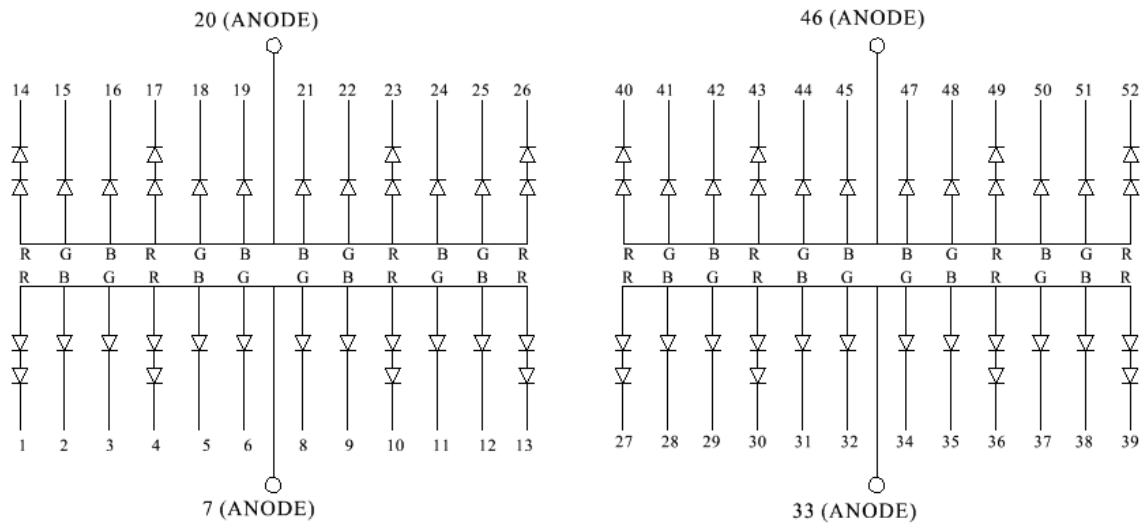 20 (ANODE) 46 (ANODE)
14 15 16 17 18 19 21 22 23 24 25 26 40 41 42 43 44 45 47 48 49 50 51 52
R G B R G B B G R B G R R G B R G B B G R B G R
R B G R B G G B R G B R R B G R B G G B R G B R
1 2 3 4 5 6 8 9 10 11 12 13 27 28 29 30 31 32 34 35 36 37 38 39
7 (ANODE) 33 (ANODE)